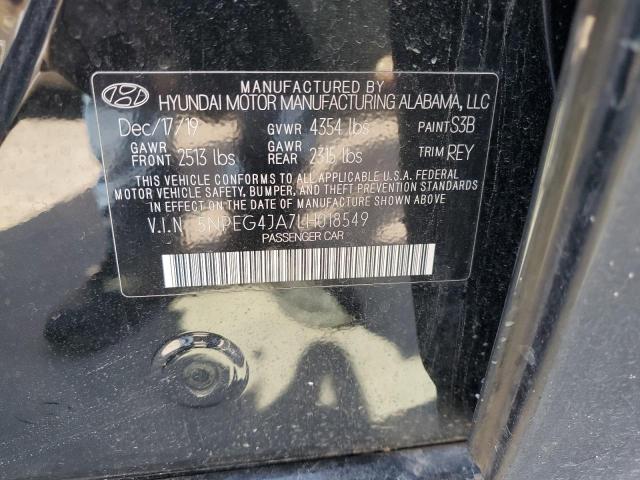 MANUFACTURED BY
HYUNDAI MOTOR MANUFACTURING ALABAMA, LLC
Dec/17/19 GVWR 4354 lbs PAINT S3B
GAWR FRONT 2513 lbs GAWR REAR 2315 lbs TRIM REY
THIS VEHICLE CONFORMS TO ALL APPLICABLE U.S.A. FEDERAL
MOTOR VEHICLE SAFETY, BUMPER, AND THEFT PREVENTION STANDARDS
IN EFFECT ON THE DATE OF MANUFACTURE SHOWN ABOVE.
V.I.N. 5NPEG4JA7LH018549
PASSENGER CAR